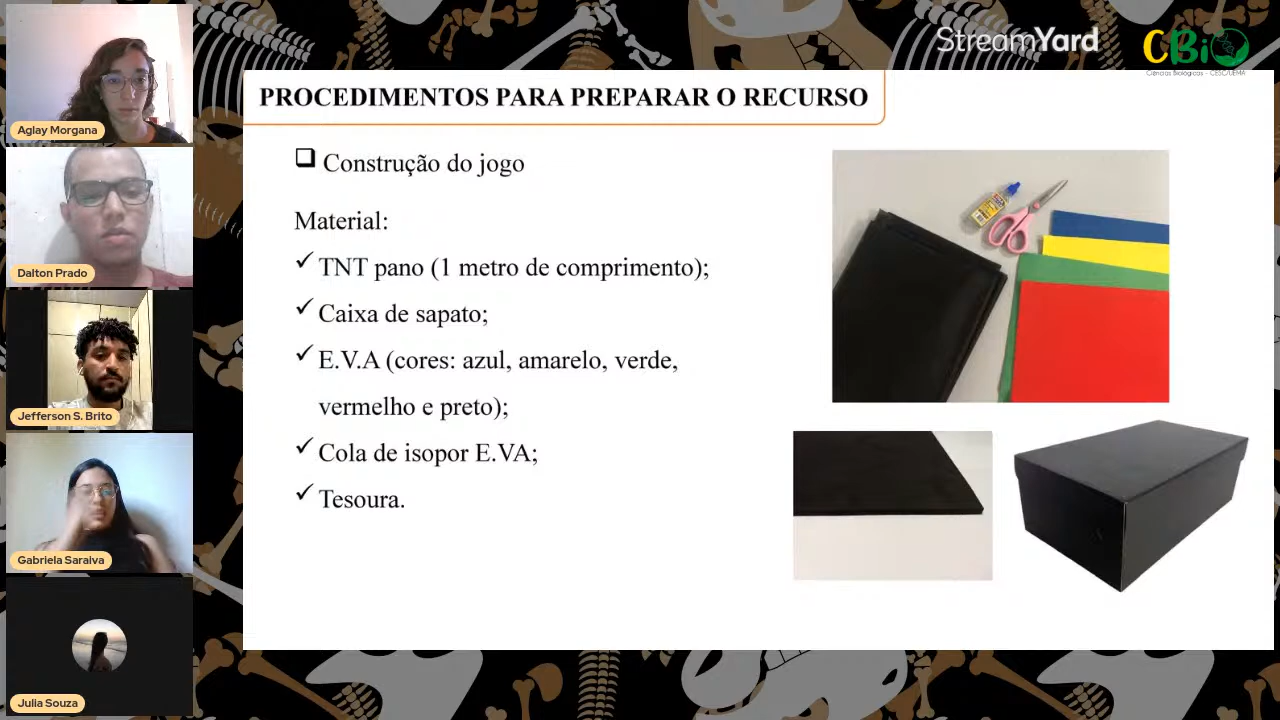 StreamYard
CBiO
Ciências Biológicas - CESC/UEMA
PROCEDIMENTOS PARA PREPARAR O RECURSO
Construção do jogo
Material:
TNT pano (1 metro de comprimento);
Caixa de sapato;
E.V.A (cores: azul, amarelo, verde,
vermelho e preto);
Cola de isopor E.VA;
Tesoura.
Aglay Morgana
Dalton Prado
Jefferson S. Brito
Gabriela Saraiva
Julia Souza